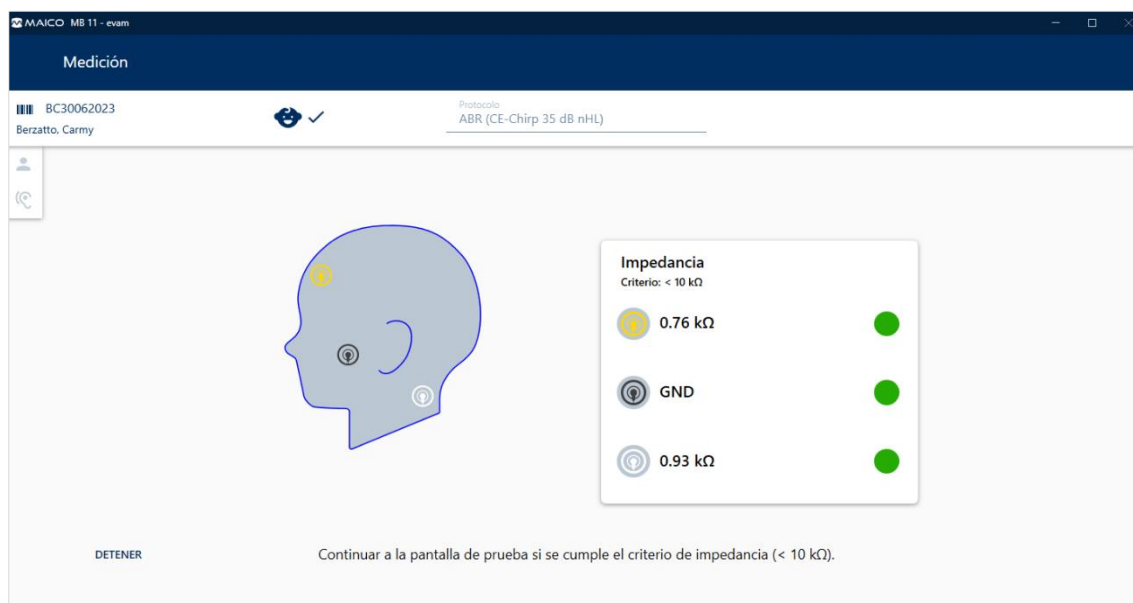 MAICO MB 11 - evam
Medición
BC30062023
Berzatto, Carmy
Protocolo
ABR (CE-Chirp 35 dB nHL)
Impedancia
Criterio: < 10 kΩ
0.76 kΩ
GND
0.93 kΩ
DETENER
Continuar a la pantalla de prueba si se cumple el criterio de impedancia (< 10 kΩ).